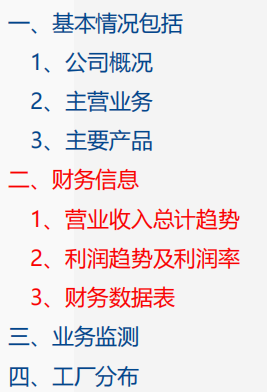 一、基本情况包括
1、公司概况
2、主营业务
3、主要产品
二、财务信息
1、营业收入总计趋势
2、利润趋势及利润率
3、财务数据表
三、业务监测
四、工厂分布